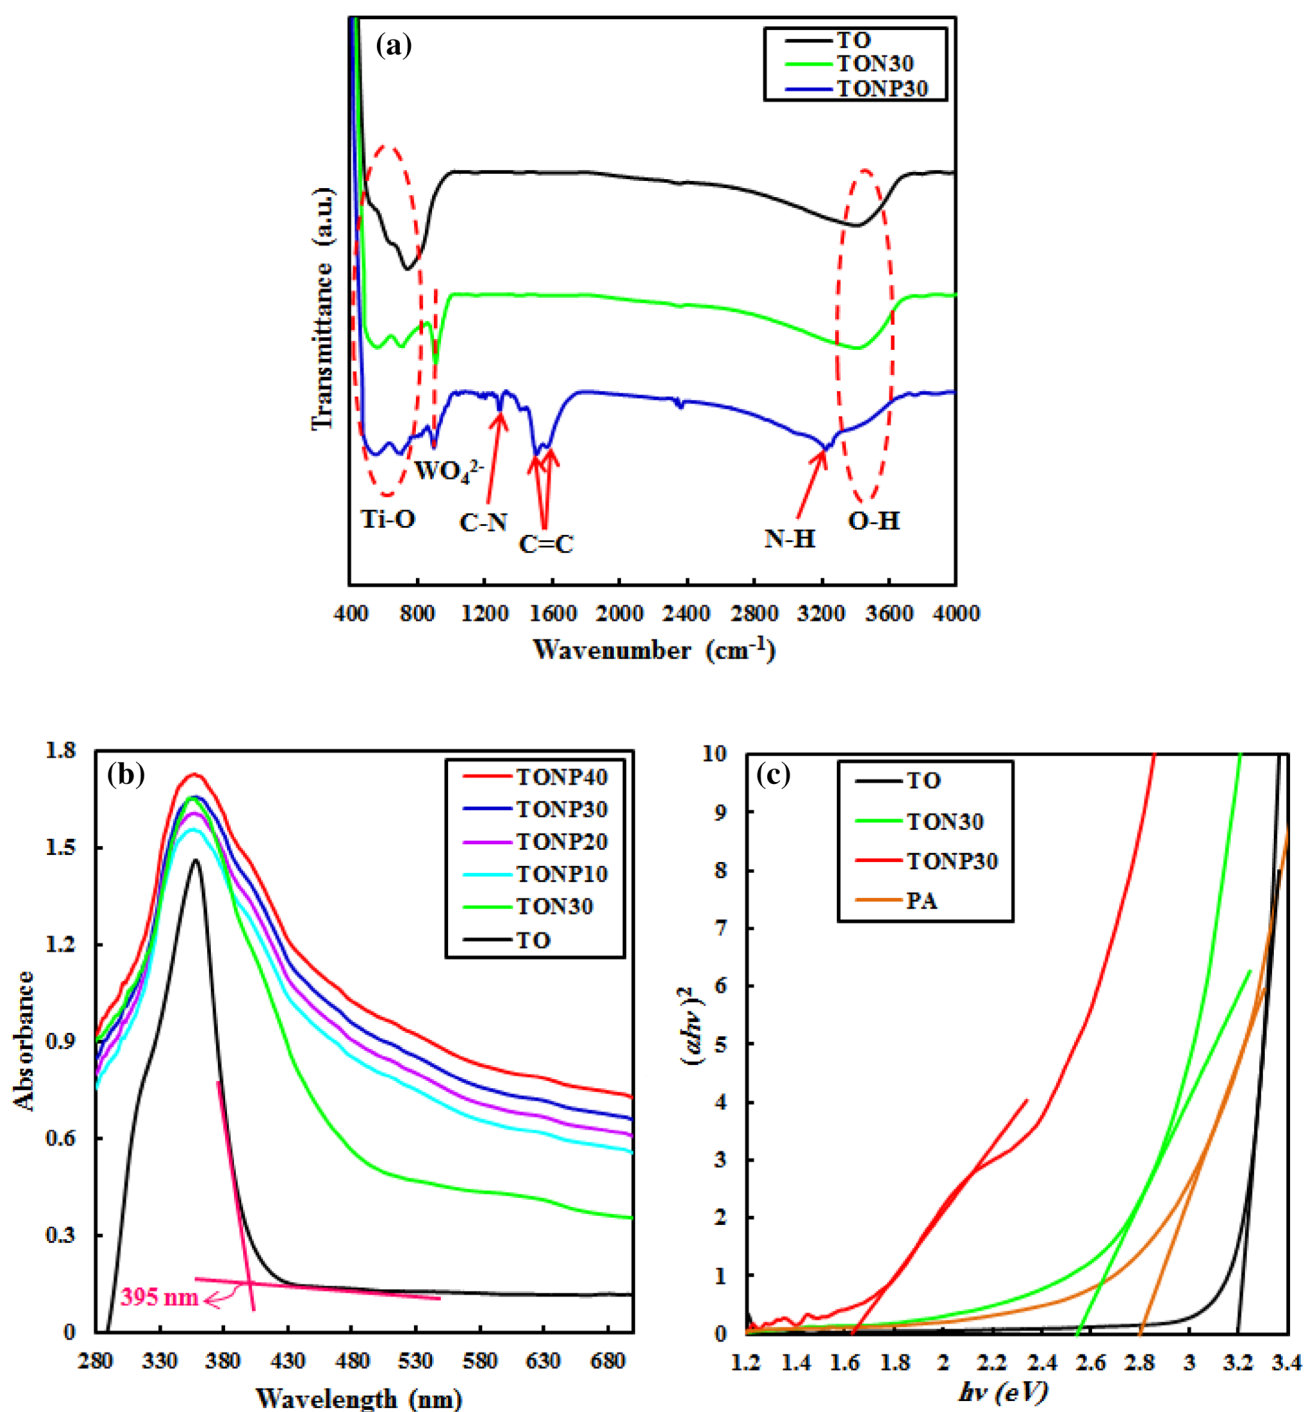 (a)
TO
TON30
TONP30
Transmittance (a.u.)
WO₄²⁻
Ti-O
C-N
C=C
N-H
O-H
400 800 1200 1600 2000 2400 2800 3200 3600 4000
Wavenumber (cm⁻¹)
(b)
TONP40
TONP30
TONP20
TONP10
TON30
TO
1.8
1.5
1.2
0.9
0.6
0.3
0
Absorbance
395 nm
280 330 380 430 480 530 580 630 680
Wavelength (nm)
(c)
TO
TON30
TONP30
PA
10
9
8
7
6
5
4
3
2
1
0
(αhν)²
1.2 1.4 1.6 1.8 2 2.2 2.4 2.6 2.8 3 3.2 3.4
hν (eV)